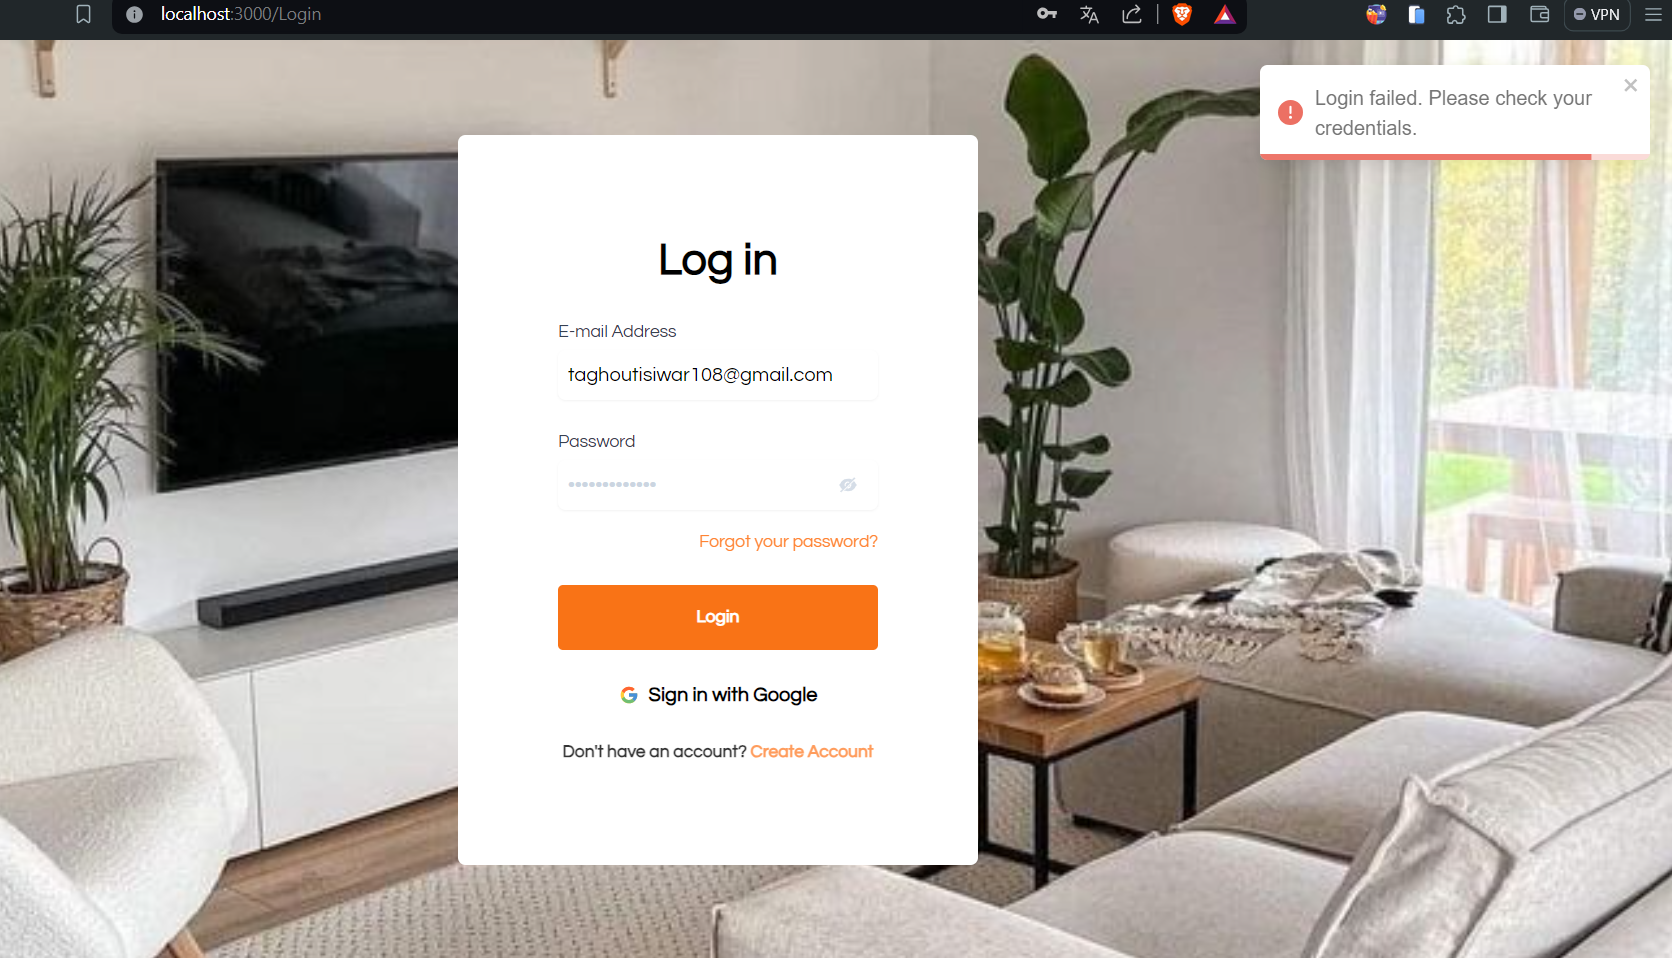 localhost:3000/Login
VPN
Login failed. Please check your
credentials.
Log in
E-mail Address
taghoutisiwar108@gmail.com
Password
Forgot your password?
Login
Sign in with Google
Don't have an account? Create Account